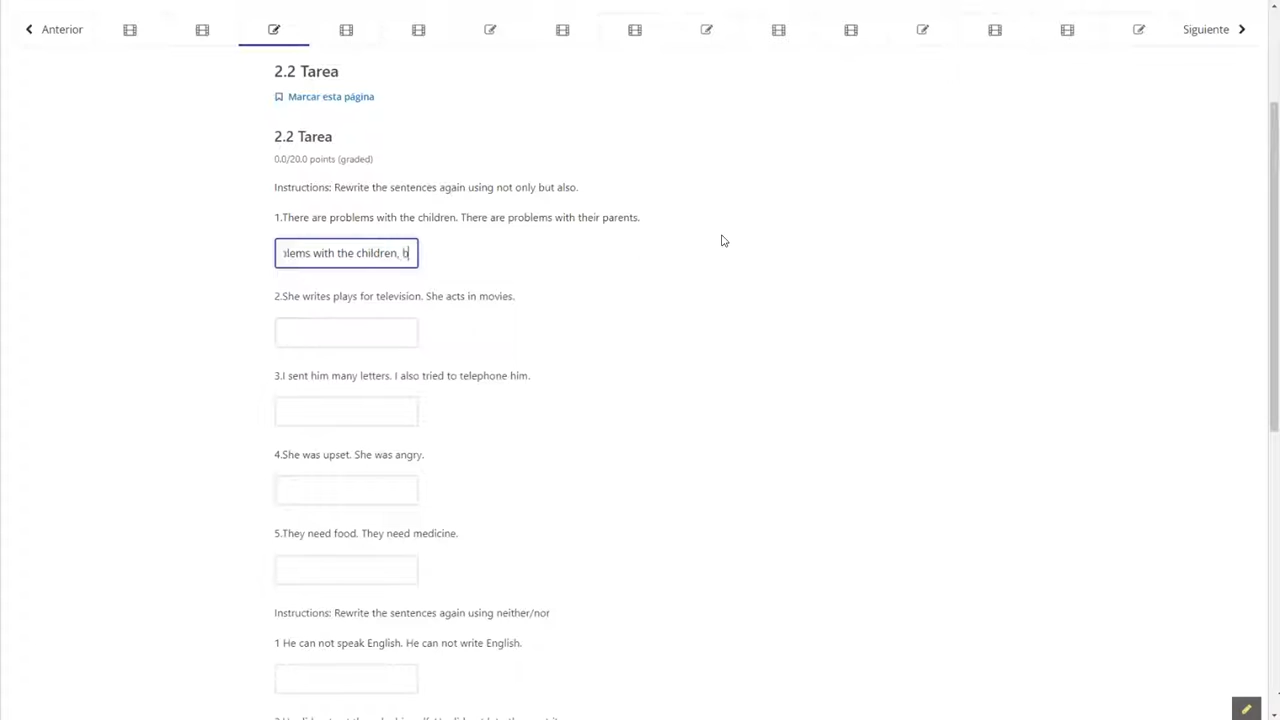 Anterior
Siguiente
2.2 Tarea
Marcar esta página
2.2 Tarea
0.0/20.0 points (graded)
Instructions: Rewrite the sentences again using not only but also.
1.There are problems with the children. There are problems with their parents.
lems with the children, b
2.She writes plays for television. She acts in movies.
3.I sent him many letters. I also tried to telephone him.
4.She was upset. She was angry.
5.They need food. They need medicine.
Instructions: Rewrite the sentences again using neither/nor
1 He can not speak English. He can not write English.